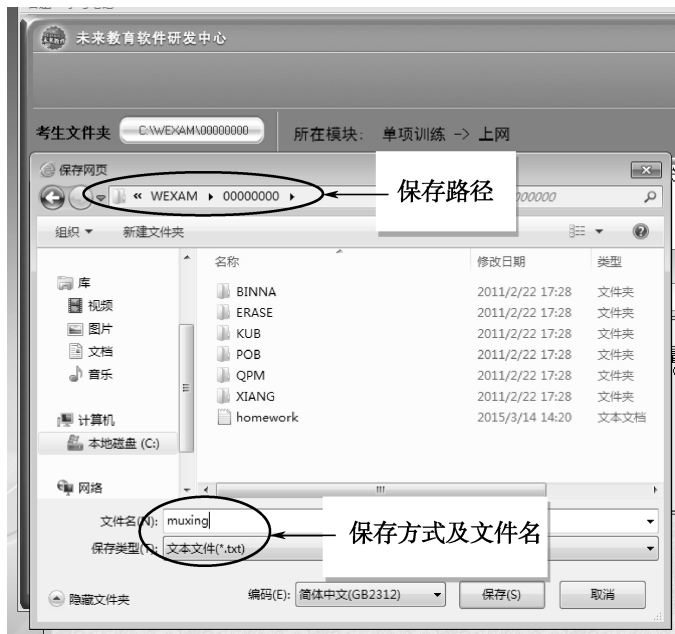 未来教育软件研发中心
考生文件夹 C:\WEXAM\00000000 所在模块: 单项训练 -> 上网
保存网页
« WEXAM ▸ 00000000 ▸ 保存路径 000000
组织 新建文件夹
名称 修改日期 类型
库
视频
图片
文档
音乐
计算机
本地磁盘 (C:)
网络
BINNA 2011/2/22 17:28 文件夹
ERASE 2011/2/22 17:28 文件夹
KUB 2011/2/22 17:28 文件夹
POB 2011/2/22 17:28 文件夹
QPM 2011/2/22 17:28 文件夹
XIANG 2011/2/22 17:28 文件夹
homework 2015/3/14 14:20 文本文档
文件名(N): muxing
保存类型(T): 文本文件(*.txt)
保存方式及文件名
隐藏文件夹 编码(E): 简体中文(GB2312) 保存(S) 取消